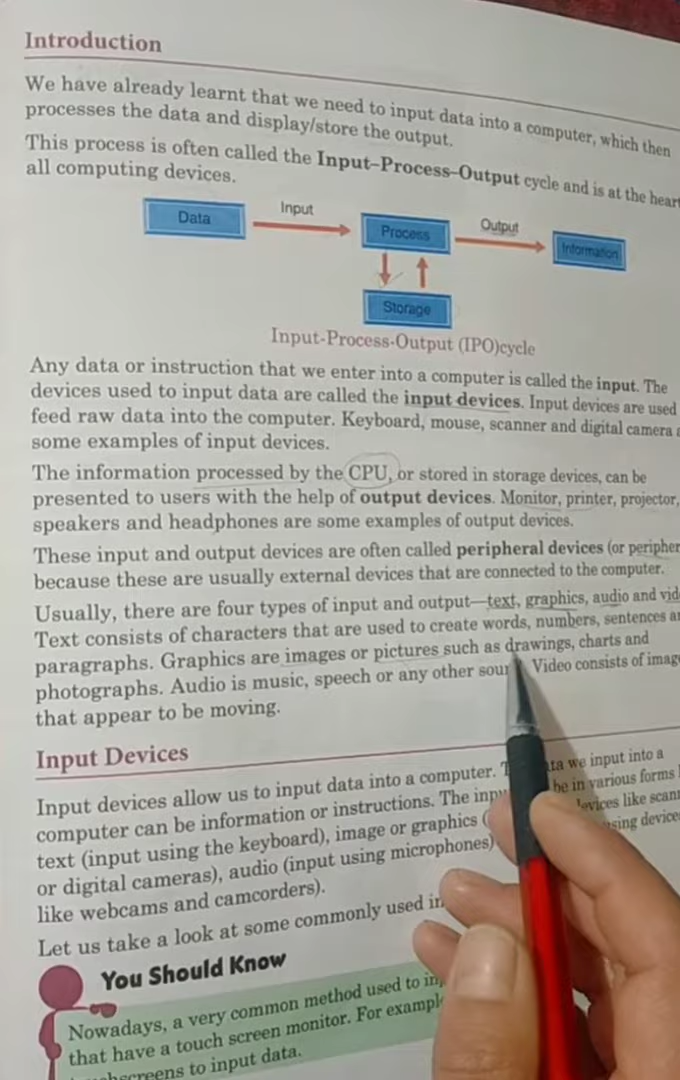 Introduction
We have already learnt that we need to input data into a computer, which then
processes the data and display/store the output.
This process is often called the Input–Process–Output cycle and is at the heart
all computing devices.
Data
Input
Process
Output
Information
Storage
Input-Process-Output (IPO)cycle
Any data or instruction that we enter into a computer is called the input. The
devices used to input data are called the input devices. Input devices are used
feed raw data into the computer. Keyboard, mouse, scanner and digital camera
some examples of input devices.
The information processed by the CPU, or stored in storage devices, can be
presented to users with the help of output devices. Monitor, printer, projector,
speakers and headphones are some examples of output devices.
These input and output devices are often called peripheral devices (or
because these are usually external devices that are connected to the computer.
Usually, there are four types of input and output—text, graphics, audio and
Text consists of characters that are used to create words, numbers, sentences
paragraphs. Graphics are images or pictures such as drawings, charts and
photographs. Audio is music, speech or any other Video consists of
that appear to be moving.
Input Devices
Input devices allow us to input data into a computer. we input into a
computer can be information or instructions. The be in various forms
text (input using the keyboard), image or graphics ( devices like
or digital cameras), audio (input using microphones) using
like webcams and camcorders).
Let us take a look at some commonly used
You Should Know
Nowadays, a very common method used to
that have a touch screen monitor. For
to input data.